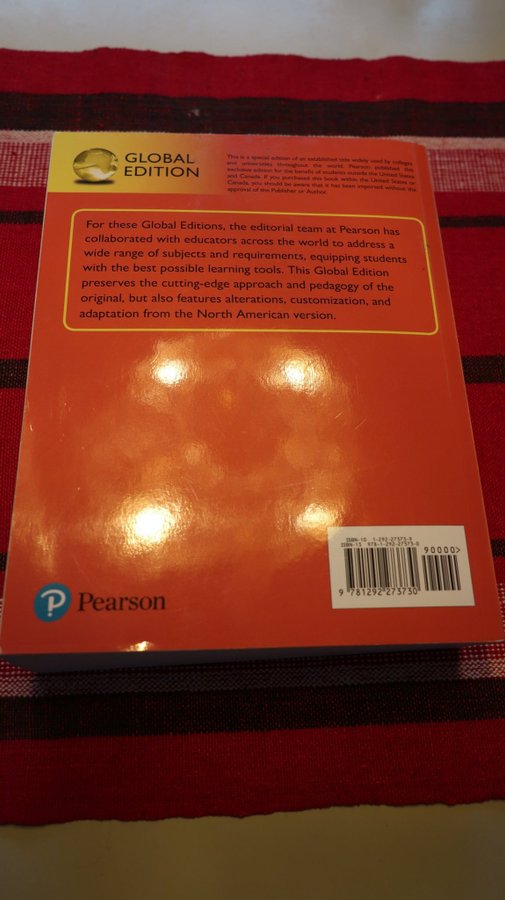 GLOBAL
EDITION
This is a special edition of an established title widely used by colleges
and universities throughout the world. Pearson published this
exclusive edition for the benefit of students outside the United States
and Canada. If you purchased this book within the United States or
Canada, you should be aware that it has been imported without the
approval of the Publisher or Author.
For these Global Editions, the editorial team at Pearson has
collaborated with educators across the world to address a
wide range of subjects and requirements, equipping students
with the best possible learning tools. This Global Edition
preserves the cutting-edge approach and pedagogy of the
original, but also features alterations, customization, and
adaptation from the North American version.
ISBN-10 1-292-27373-8
ISBN-13 978-1-292-27373-0
90000>
9 781292 273730
P Pearson